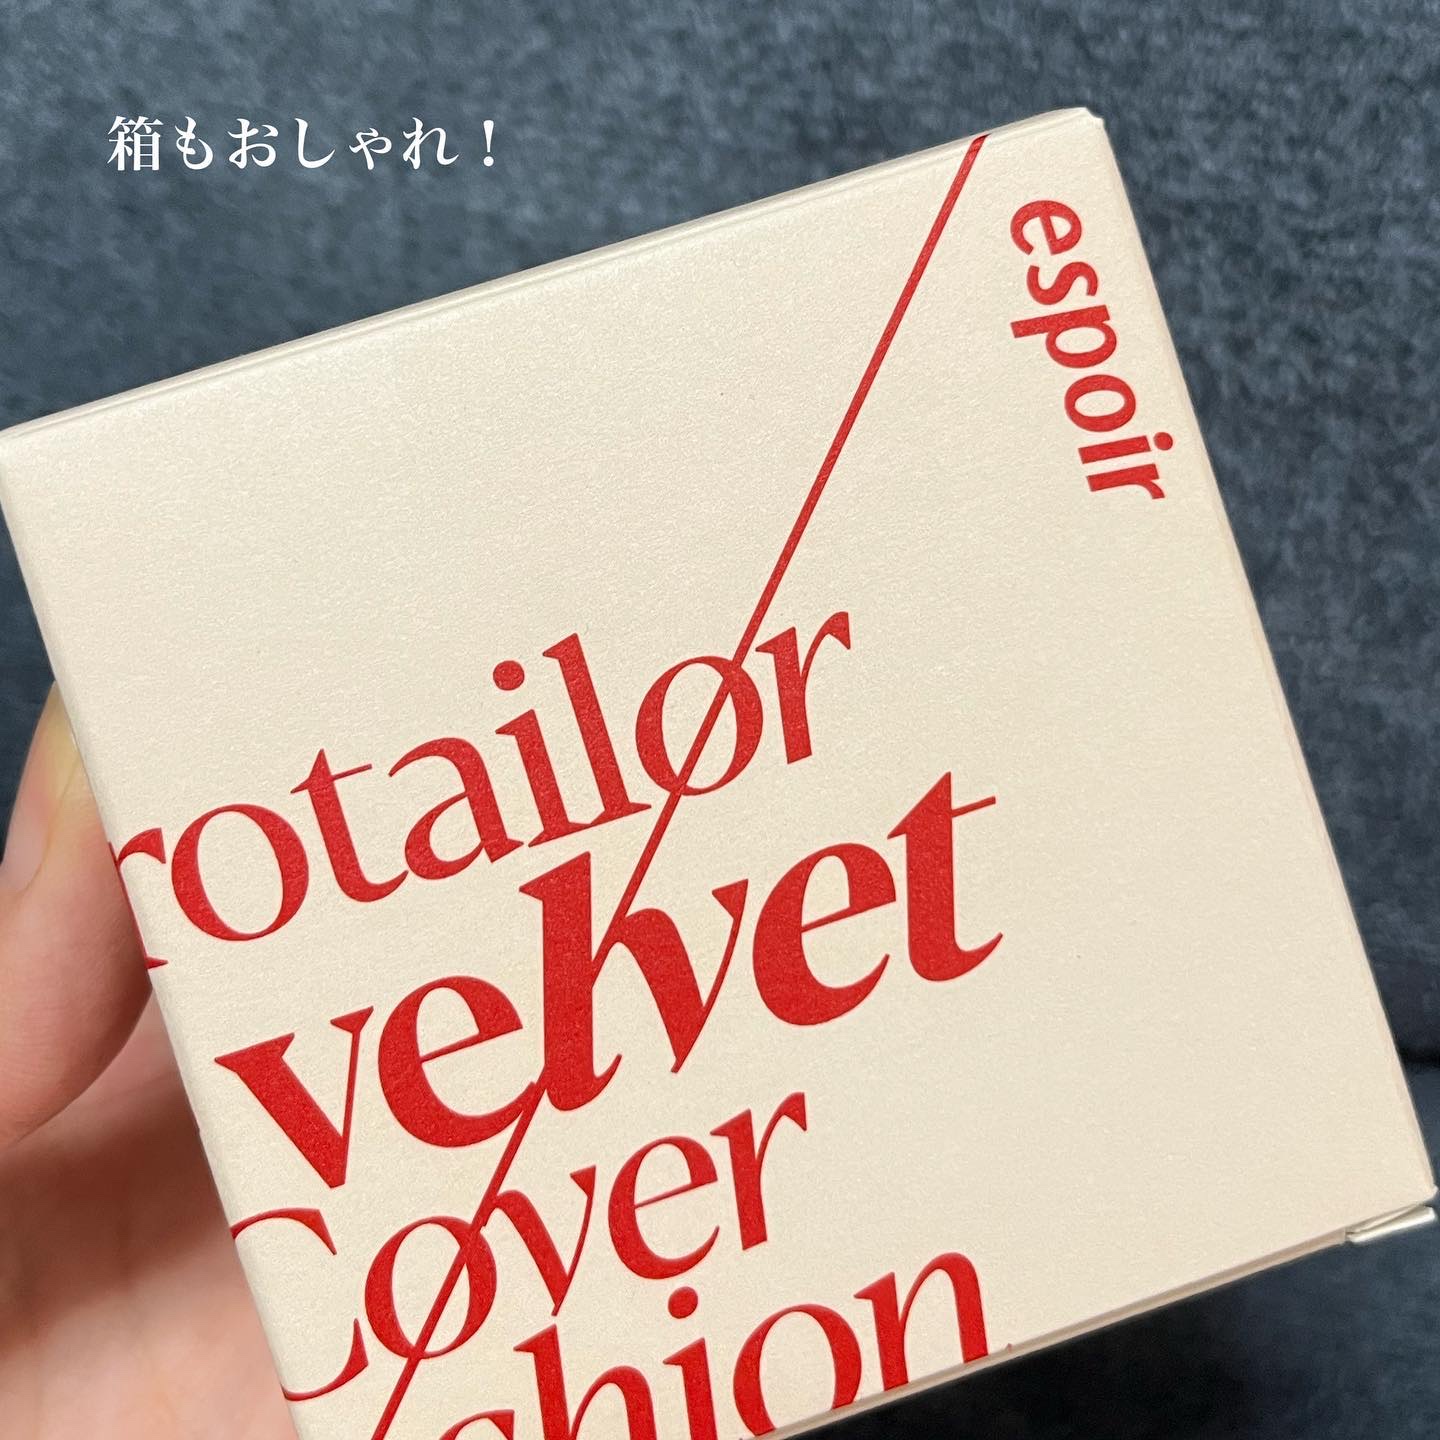 箱もおしゃれ！
espoir
rotailor
velvet
Cover
shion